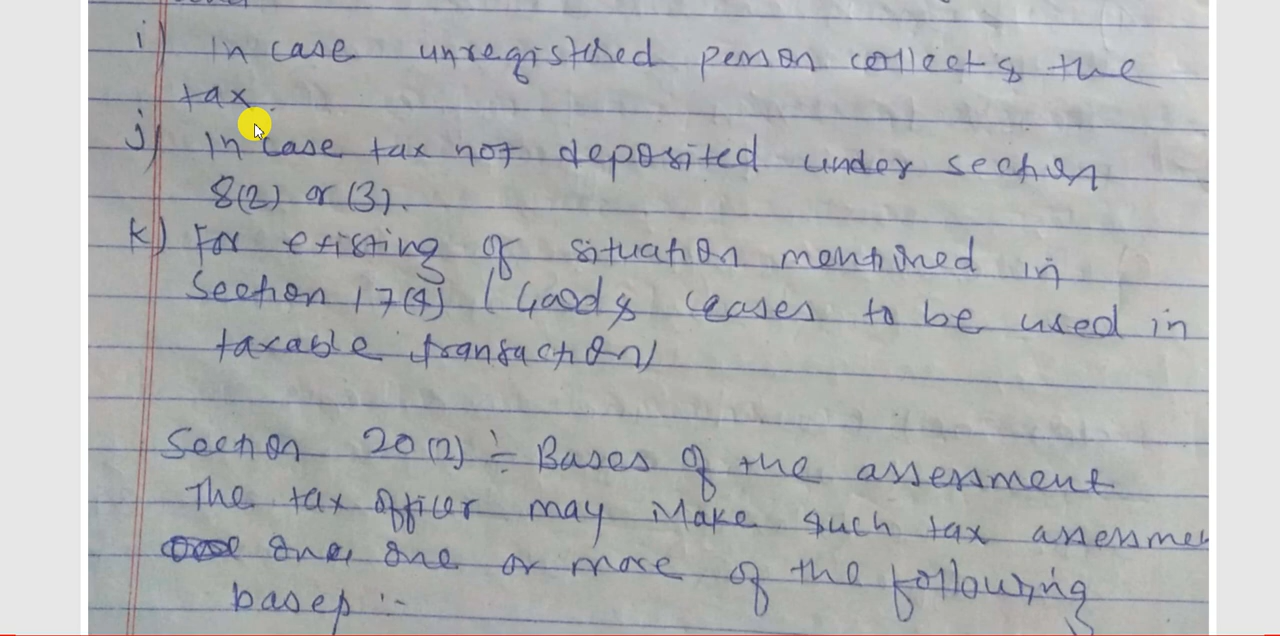 i) In case unregistered person collects the
tax.
j) In case tax not deposited under section
8(2) or (3).
k) For existing of situation mentioned in
Section 17(4) (Goods ceases to be used in
taxable transaction)
Section 20(2) :- Bases of the assessment
The tax officer may Make such tax assessmen
one, one or more of the following
bases :-